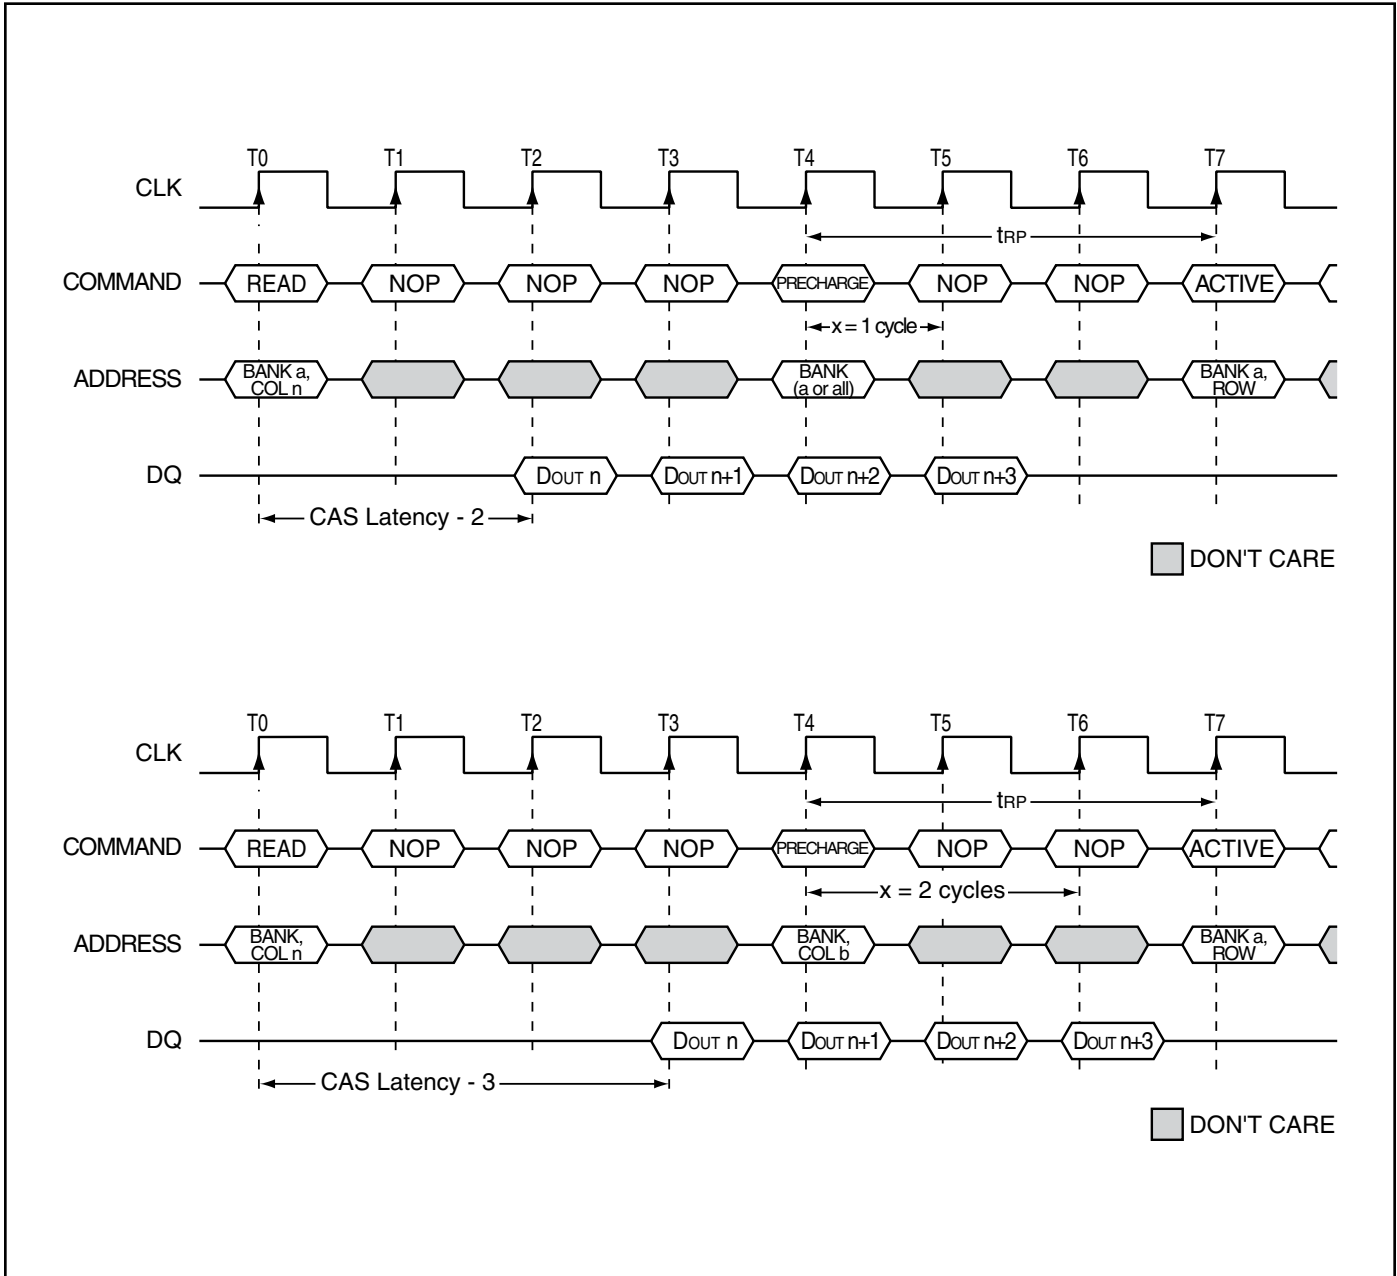 T0 T1 T2 T3 T4 T5 T6 T7
CLK
tRP
COMMAND READ NOP NOP NOP PRECHARGE NOP NOP ACTIVE
x = 1 cycle
ADDRESS BANK a, COL n BANK (a or all) BANK a, ROW
DQ DOUT n DOUT n+1 DOUT n+2 DOUT n+3
CAS Latency - 2
DON'T CARE
T0 T1 T2 T3 T4 T5 T6 T7
CLK
tRP
COMMAND READ NOP NOP NOP PRECHARGE NOP NOP ACTIVE
x = 2 cycles
ADDRESS BANK, COL n BANK, COL b BANK a, ROW
DQ DOUT n DOUT n+1 DOUT n+2 DOUT n+3
CAS Latency - 3
DON'T CARE